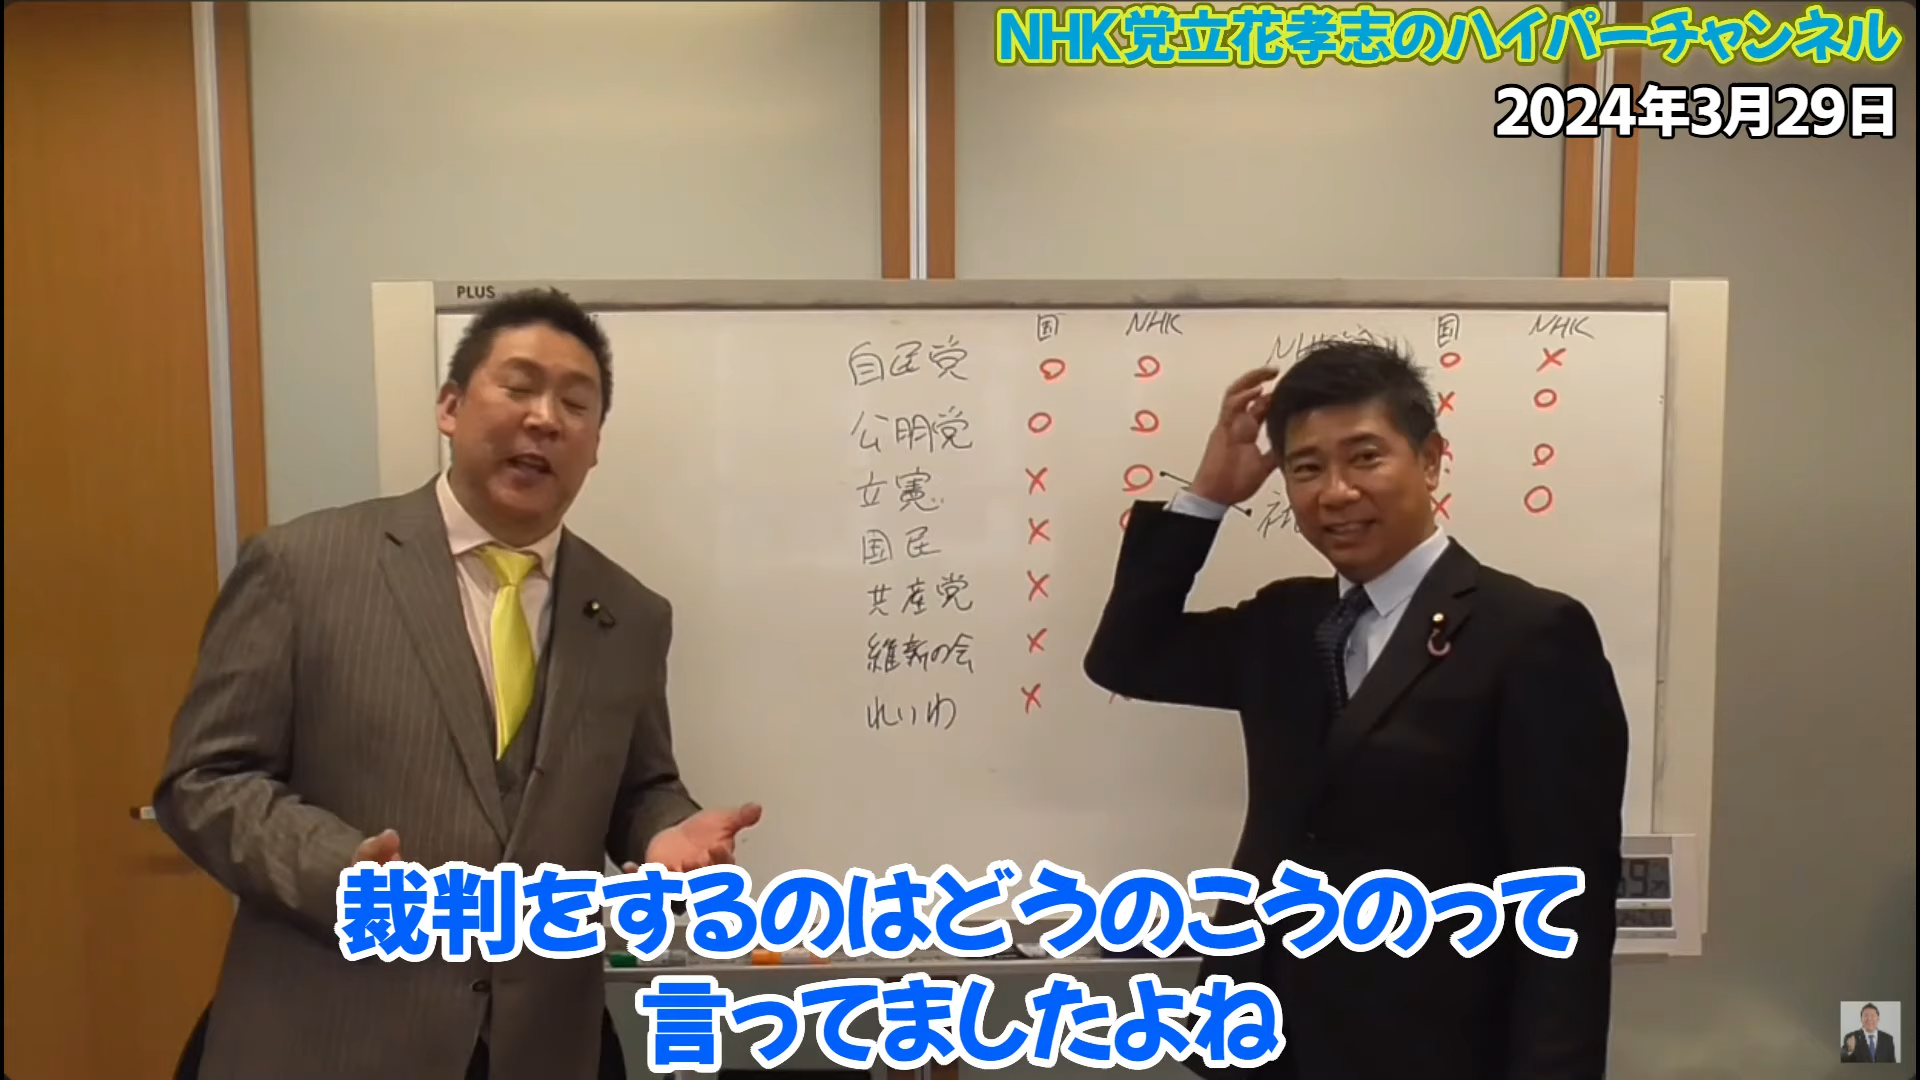 NHK党立花孝志のハイパーチャンネル
2024年3月29日
PLUS
国 NHK 国 NHK
自民党 O O NHK党 O X
公明党 O O X O
立憲 X O O
国民 X X O
共産党 X
維新の会 X
れいわ X
裁判をするのはどうのこうのって
言ってましたよね